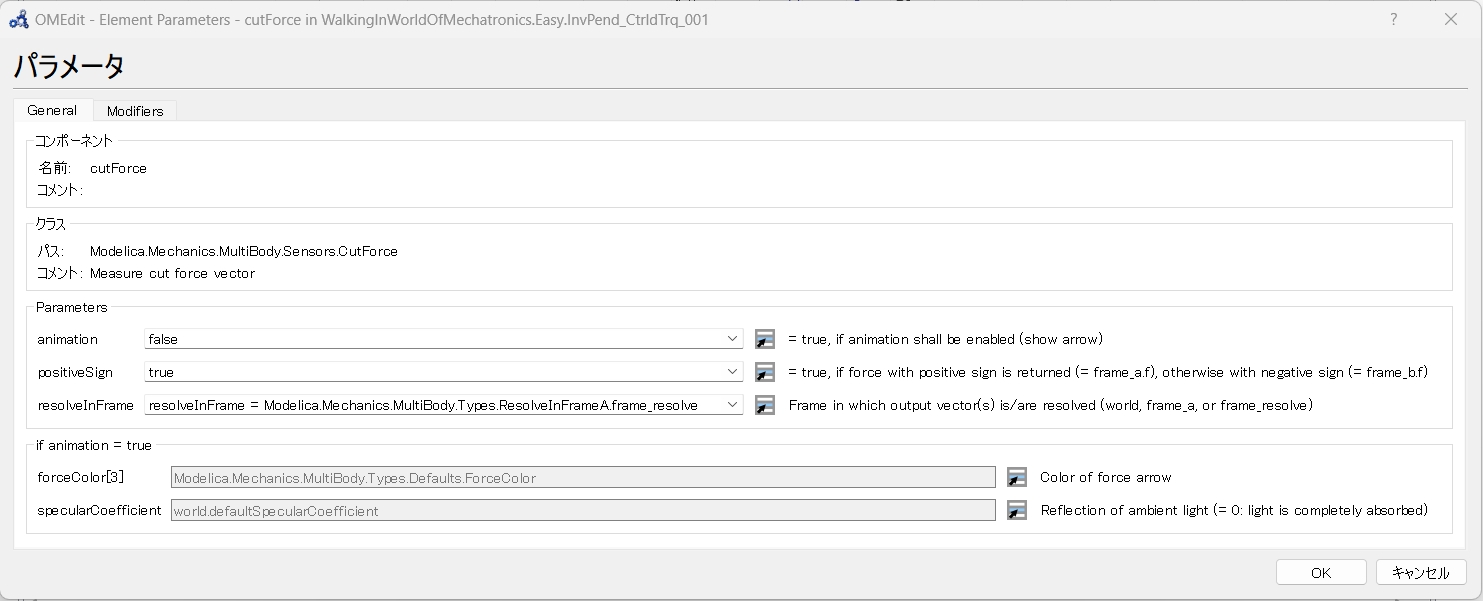 OMEdit - Element Parameters - cutForce in WalkingInWorldOfMechatronics.Easy.InvPend_CtrldTrq_001
パラメータ
General Modifiers
コンポーネント
名前: cutForce
コメント:
クラス
パス: Modelica.Mechanics.MultiBody.Sensors.CutForce
コメント: Measure cut force vector
Parameters
animation false = true, if animation shall be enabled (show arrow)
positiveSign true = true, if force with positive sign is returned (= frame_a.f), otherwise with negative sign (= frame_b.f)
resolveInFrame resolveInFrame = Modelica.Mechanics.MultiBody.Types.ResolveInFrameA.frame_resolve Frame in which output vector(s) is/are resolved (world, frame_a, or frame_resolve)
if animation = true
forceColor[3] Modelica.Mechanics.MultiBody.Types.Defaults.ForceColor Color of force arrow
specularCoefficient world.defaultSpecularCoefficient Reflection of ambient light (= 0: light is completely absorbed)
OK キャンセル